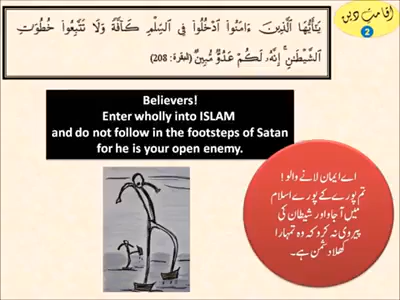 اقامتِ دین
2
يَـٰٓأَيُّهَا ٱلَّذِينَ ءَامَنُوا۟ ٱدْخُلُوا۟ فِى ٱلسِّلْمِ كَآفَّةً وَلَا تَتَّبِعُوا۟ خُطُوَٰتِ
ٱلشَّيْطَـٰنِ ۚ إِنَّهُۥ لَكُمْ عَدُوٌّ مُّبِينٌ (البقرة: 208)
Believers!
Enter wholly into ISLAM
and do not follow in the footsteps of Satan
for he is your open enemy.
اے ایمان لانے والو!
تم پورے کے پورے اسلام
میں آجاؤ اور شیطان کی
پیروی نہ کرو کہ وہ تمہارا
کھلا دشمن ہے۔